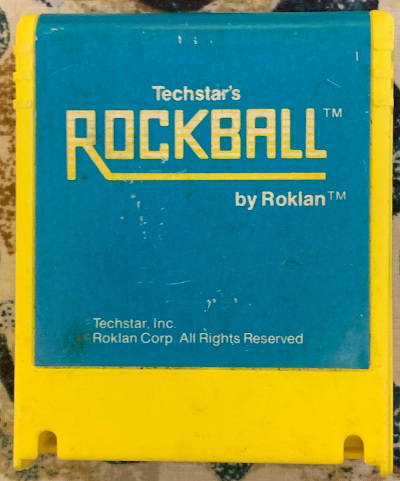 Techstar's
ROCKBALL™
by Roklan™
Techstar, Inc.
Roklan Corp. All Rights Reserved